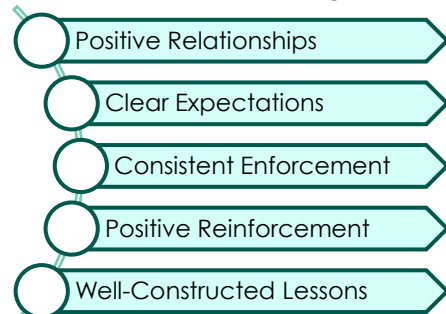 Positive Relationships
Clear Expectations
Consistent Enforcement
Positive Reinforcement
Well-Constructed Lessons